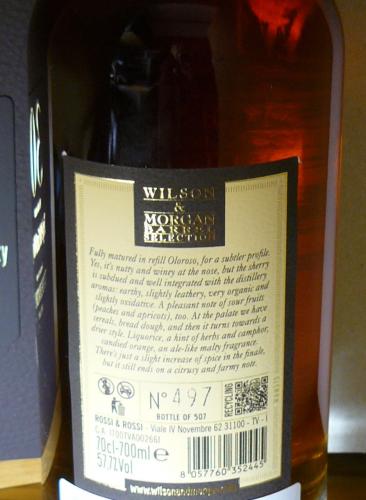 WILSON
&
MORGAN
BARREL
SELECTION
Fully matured in refill Oloroso, for a subtler profile.
Yes, it's nutty and winey at the nose, but the sherry
is subdued and well integrated with the distillery
aromas: earthy, slightly leathery, very organic and
slightly oxidative. A pleasant note of sour fruits
(peaches and apricots), too. At the palate we have
cereals, bread dough, and then it turns towards a
drier style. Liquorice, a hint of herbs and camphor,
candied orange, an ale-like malty fragrance.
There's just a slight increase of spice in the finale,
but it still ends on a citrusy and farmy note.
Nº 497
BOTTLE OF 507
RECYCLING
ROSSI & ROSSI - Viale IV Novembre 62 31100 - TV - I
C.A. IT00TVA00266J
70cl-700ml e
57.7%Vol
8 057760 352445